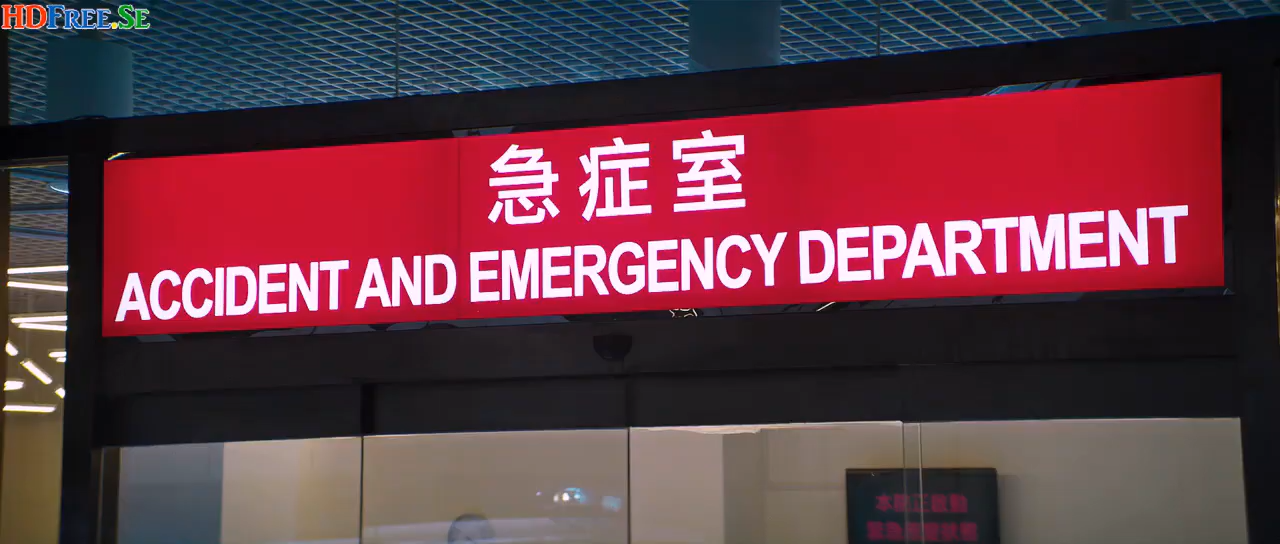 HDFREE.SE
急症室
ACCIDENT AND EMERGENCY DEPARTMENT